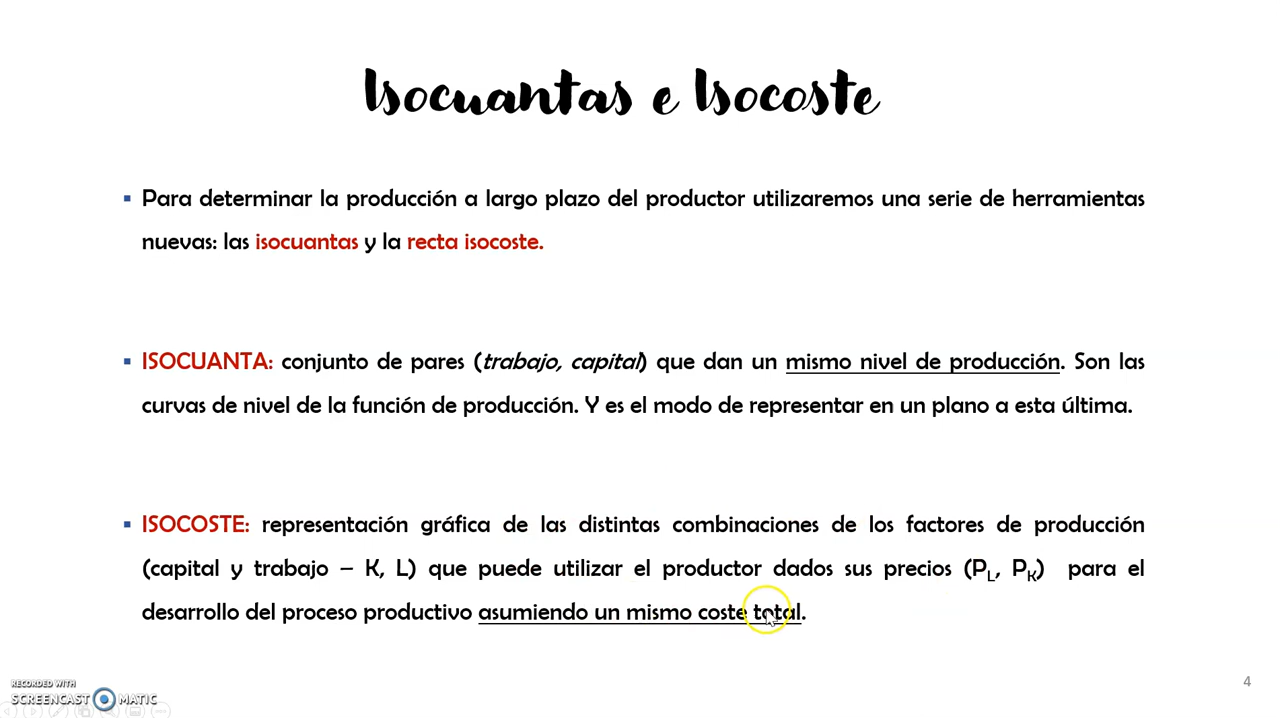 Isocuantas e Isocoste
Para determinar la producción a largo plazo del productor utilizaremos una serie de herramientas
nuevas: las isocuantas y la recta isocoste.
ISOCUANTA: conjunto de pares (trabajo, capital) que dan un mismo nivel de producción. Son las
curvas de nivel de la función de producción. Y es el modo de representar en un plano a esta última.
ISOCOSTE: representación gráfica de las distintas combinaciones de los factores de producción
(capital y trabajo – K, L) que puede utilizar el productor dados sus precios (PL, PK) para el
desarrollo del proceso productivo asumiendo un mismo coste total.
RECORDED WITH
SCREENCAST MATIC
4